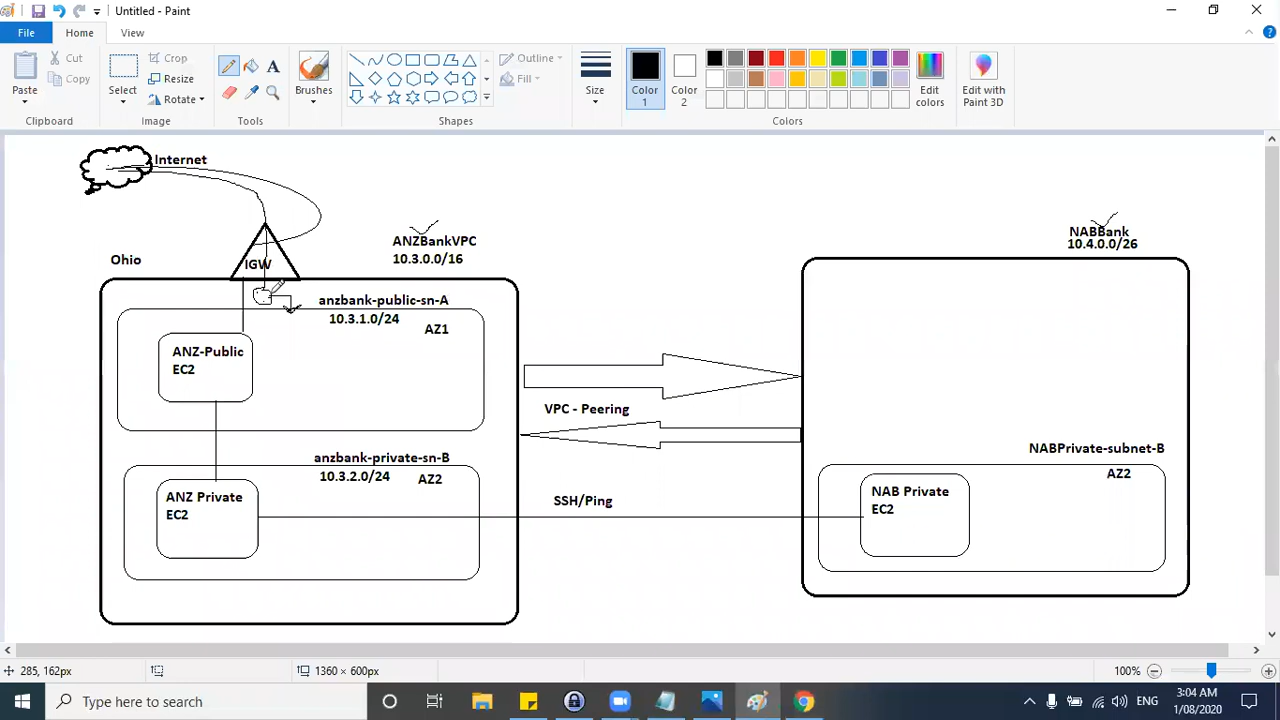 Untitled - Paint
File
Home
View
Paste
Cut
Copy
Clipboard
Select
Crop
Resize
Rotate
Image
A
Tools
Brushes
Shapes
Outline
Fill
Size
Color 1
Color 2
Edit colors
Colors
Edit with Paint 3D
Internet
IGW
Ohio
ANZBankVPC
10.3.0.0/16
anzbank-public-sn-A
10.3.1.0/24
AZ1
ANZ-Public
EC2
anzbank-private-sn-B
10.3.2.0/24
AZ2
ANZ Private
EC2
VPC - Peering
SSH/Ping
NABBank
10.4.0.0/26
NABPrivate-subnet-B
AZ2
NAB Private
EC2
285, 162px
1360 × 600px
100%
Type here to search
ENG
3:04 AM
1/08/2020